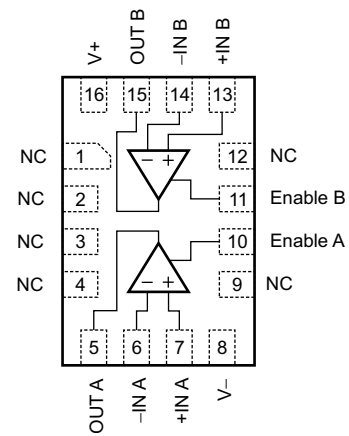 V+
OUT B
−IN B
+IN B
16
15
14
13
NC
1
− +
12
NC
NC
2
11
Enable B
NC
3
10
Enable A
NC
4
− +
9
NC
5
6
7
8
OUT A
−IN A
+IN A
V−